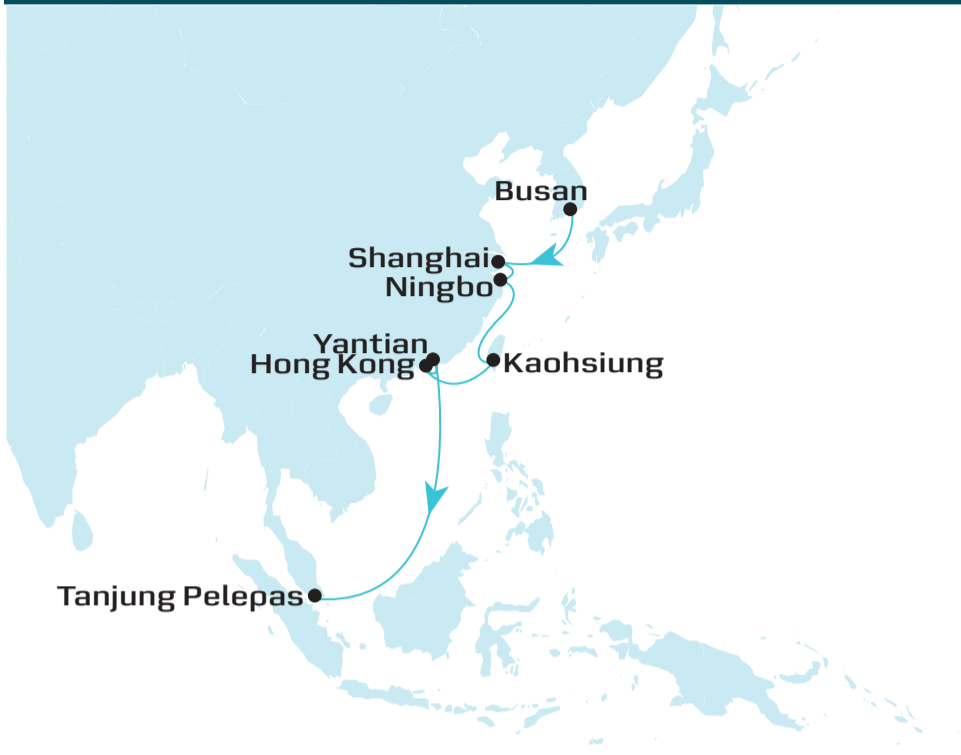 Busan
Shanghai
Ningbo
Yantian
Hong Kong
Kaohsiung
Tanjung Pelepas